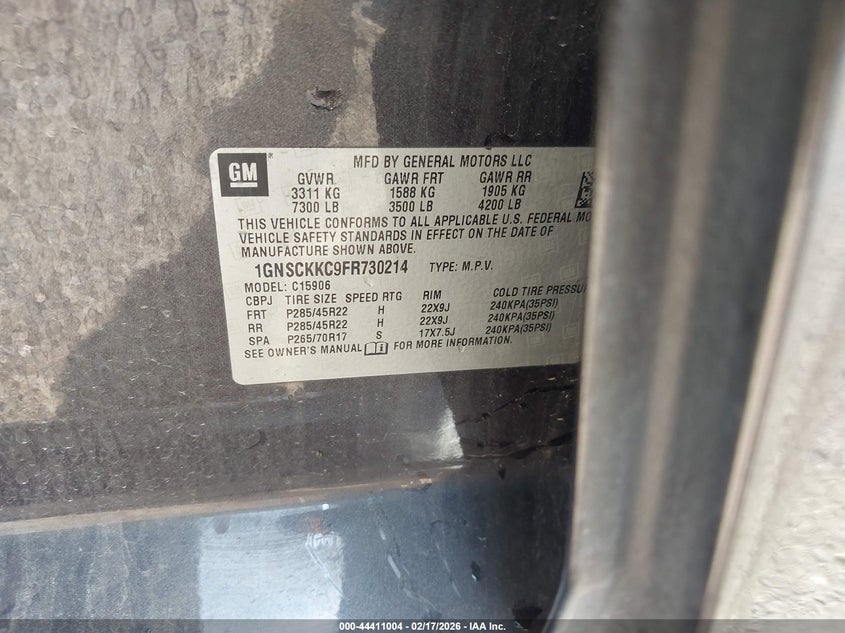 GM
MFD BY GENERAL MOTORS LLC
GVWR GAWR FRT GAWR RR
3311 KG 1588 KG 1905 KG
7300 LB 3500 LB 4200 LB
THIS VEHICLE CONFORMS TO ALL APPLICABLE U.S. FEDERAL MO
VEHICLE SAFETY STANDARDS IN EFFECT ON THE DATE OF
MANUFACTURE SHOWN ABOVE.
1GNSCKKC9FR730214 TYPE: M.P.V.
MODEL: C15906
CBPJ TIRE SIZE SPEED RTG RIM COLD TIRE PRESSU
FRT P285/45R22 H 22X9J 240KPA(35PSI)
RR P285/45R22 H 22X9J 240KPA(35PSI)
SPA P265/70R17 S 17X7.5J 240KPA(35PSI)
SEE OWNER'S MANUAL FOR MORE INFORMATION.
000-44411004 - 02/17/2026 - IAA Inc.